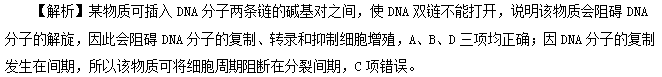 【解析】某物质可插入 DNA 分子两条链的碱基对之间，使 DNA 双链不能打开，说明该物质会阻碍 DNA
分子的解旋，因此会阻碍 DNA 分子的复制、转录和抑制细胞增殖，A、B、D 三项均正确；因 DNA 分子的复制
发生在间期，所以该物质可将细胞周期阻断在分裂间期，C 项错误。